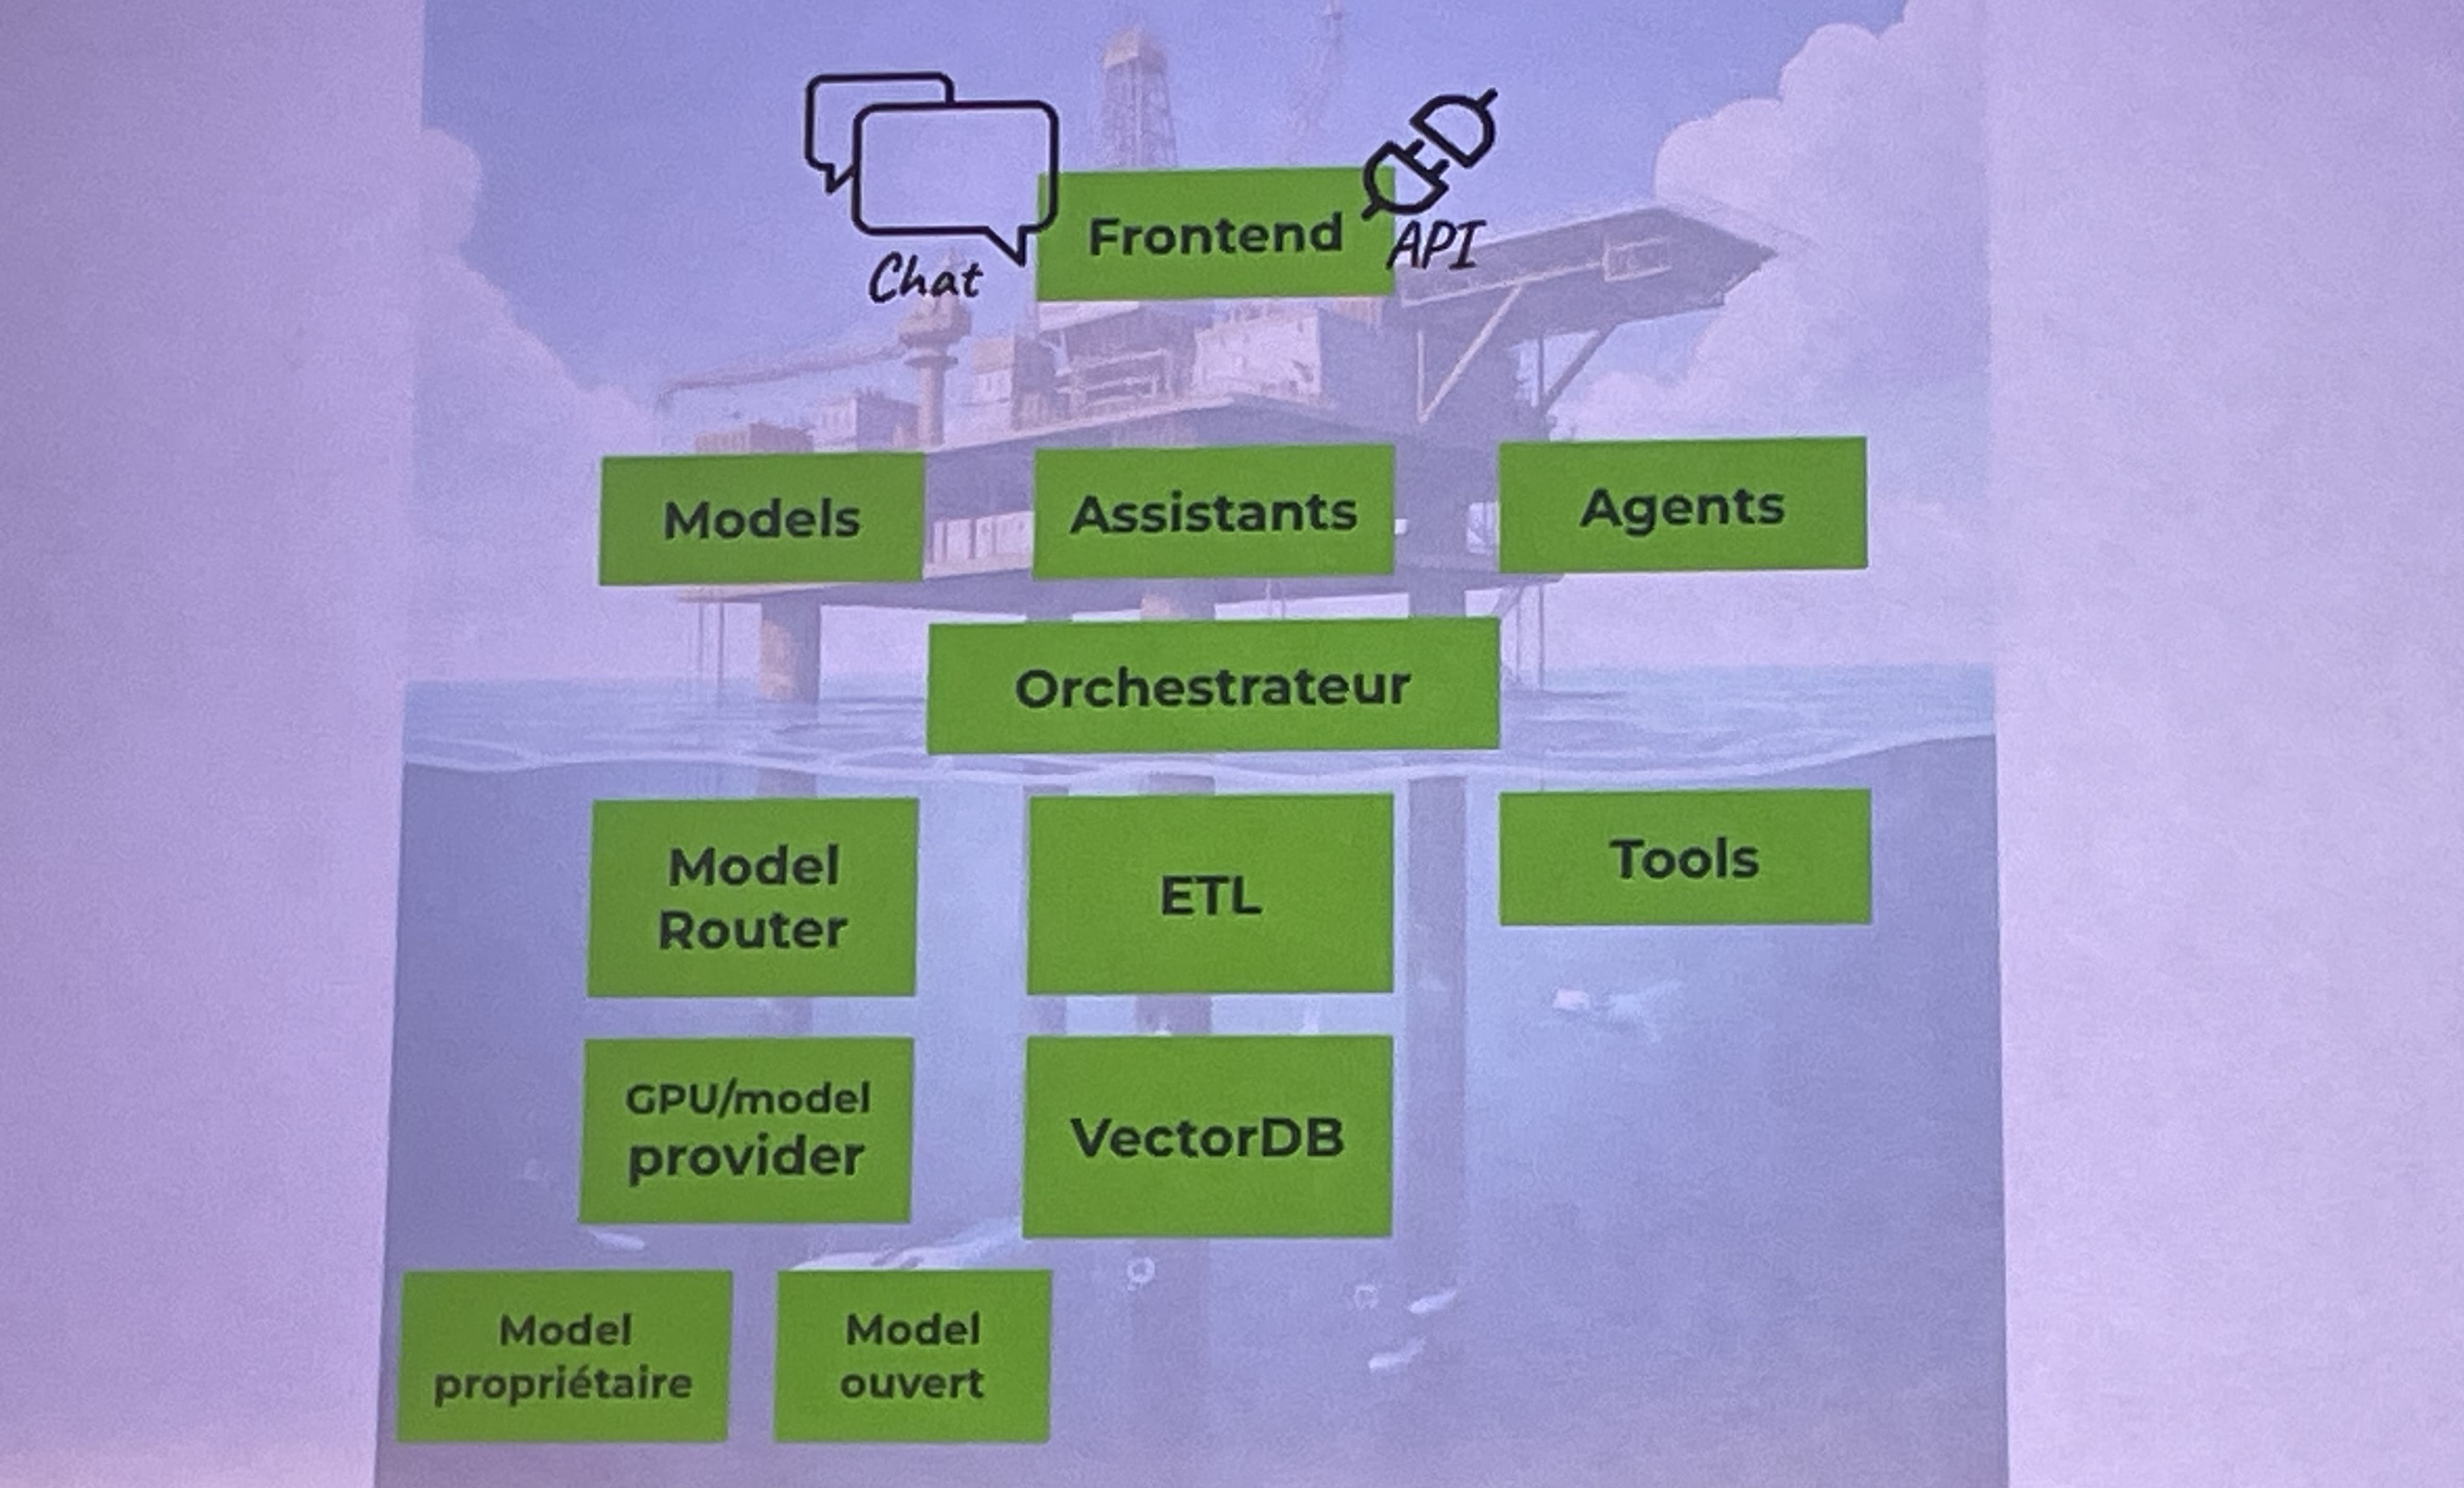 Chat
Frontend
API
Models
Assistants
Agents
Orchestrateur
Model
Router
ETL
Tools
GPU/model
provider
VectorDB
Model
propriétaire
Model
ouvert